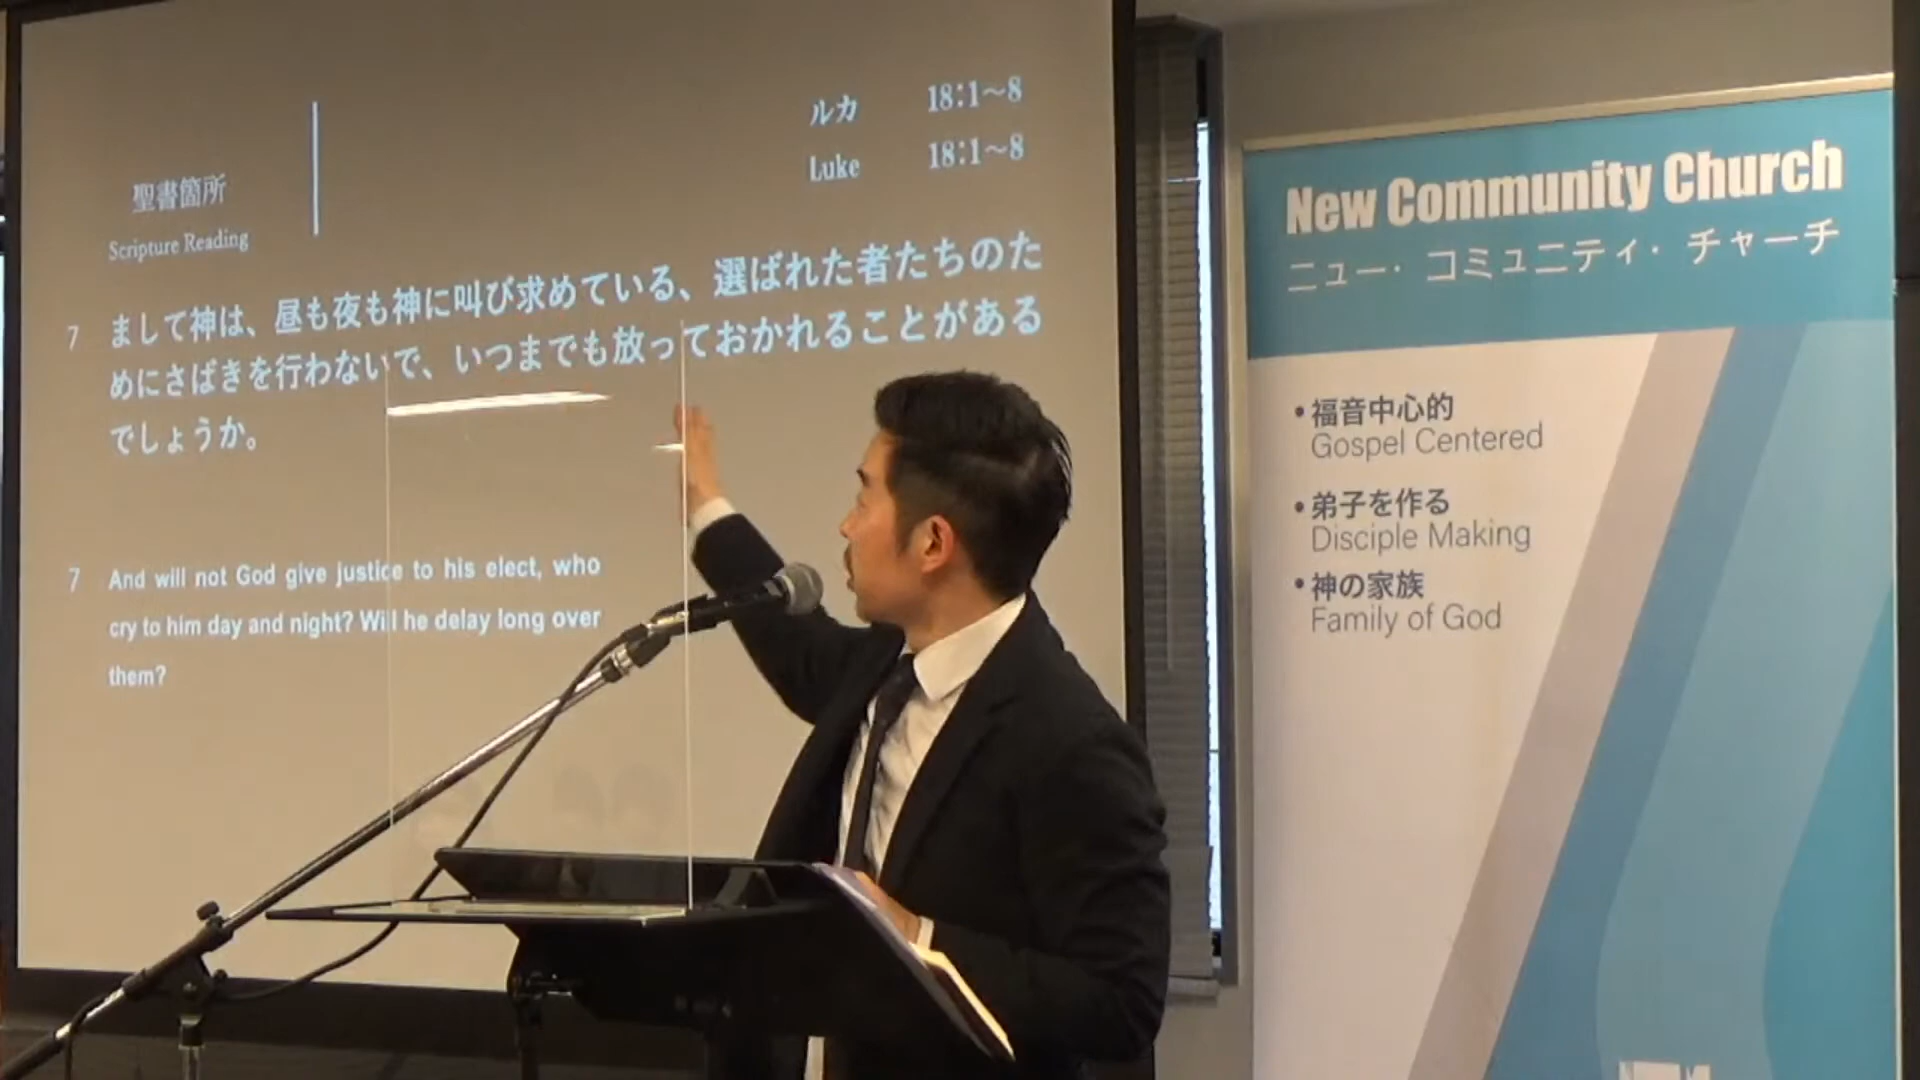 ルカ 18:1〜8
Luke 18:1〜8
聖書箇所
Scripture Reading
7 まして神は、昼も夜も神に叫び求めている、選ばれた者たちのた
めにさばきを行わないで、いつまでも放っておかれることがある
でしょうか。
7 And will not God give justice to his elect, who
cry to him day and night? Will he delay long over
them?
New Community Church
ニュー・コミュニティ・チャーチ
•福音中心的
Gospel Centered
•弟子を作る
Disciple Making
•神の家族
Family of God